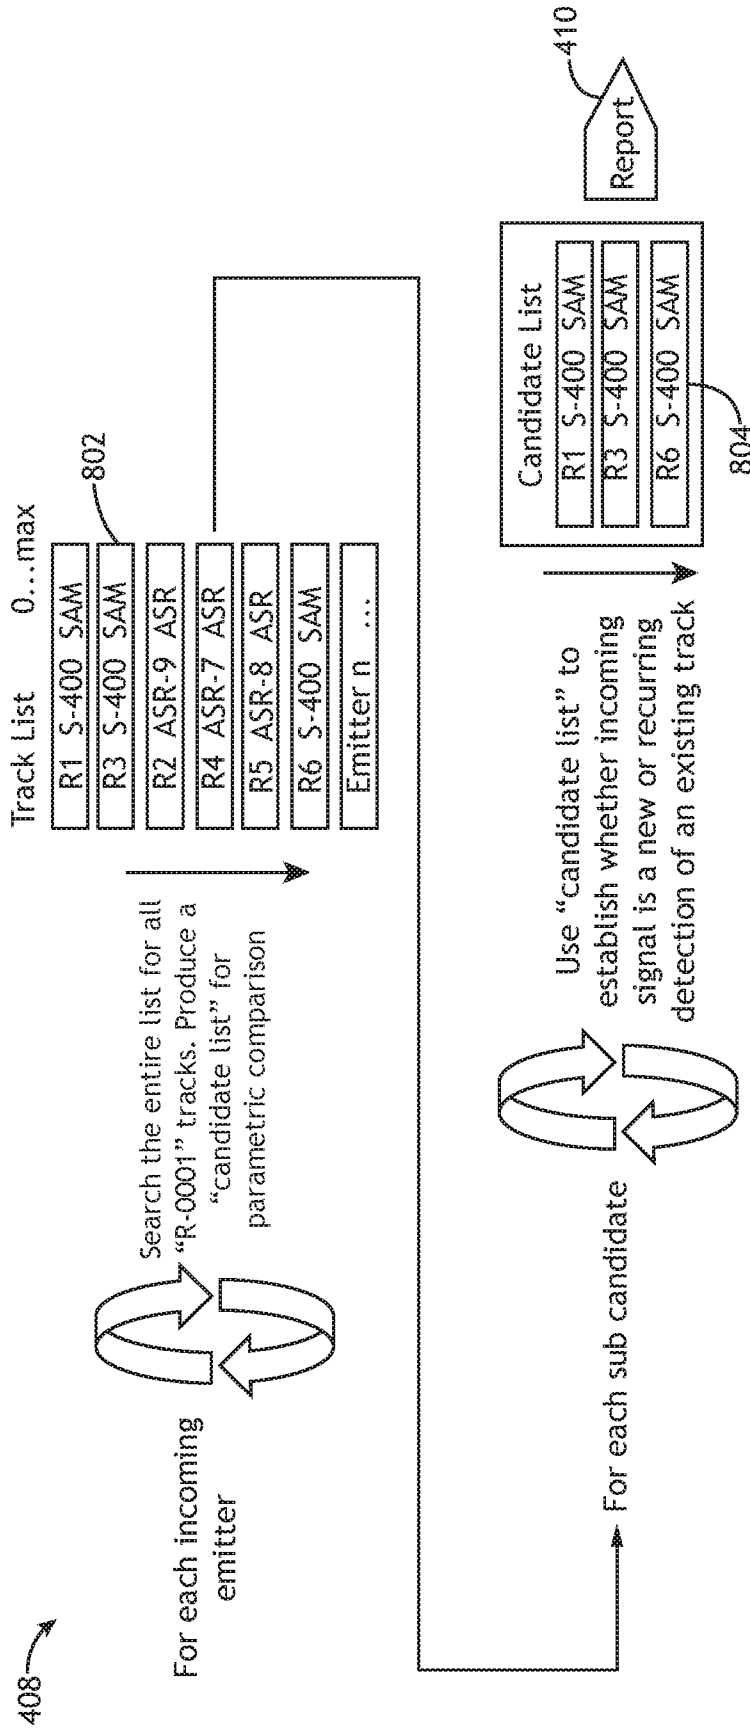 408
For each incoming
emitter
Search the entire list for all
“R-0001” tracks. Produce a
“candidate list” for
parametric comparison
Track List 0...max
R1 S-400 SAM
R3 S-400 SAM
R2 ASR-9 ASR
R4 ASR-7 ASR
R5 ASR-8 ASR
R6 S-400 SAM
Emitter n ...
802
For each sub candidate
Use “candidate list” to
establish whether incoming
signal is a new or recurring
detection of an existing track
Candidate List
R1 S-400 SAM
R3 S-400 SAM
R6 S-400 SAM
804
Report
410